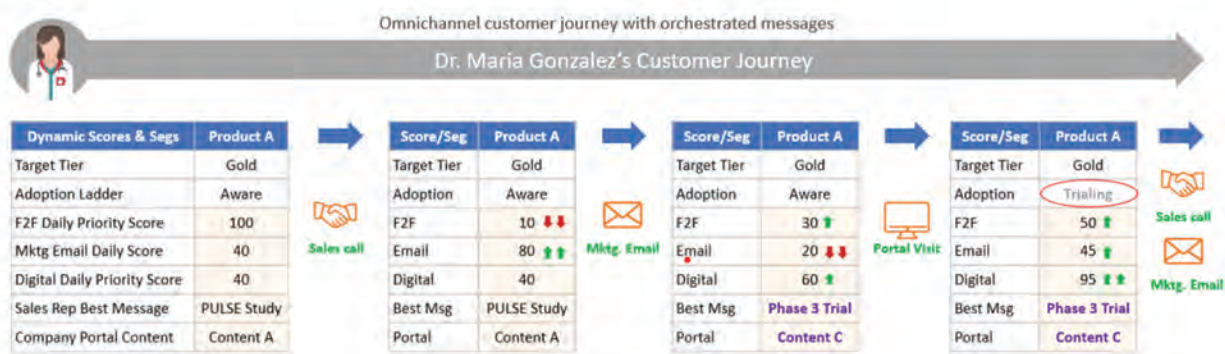 Omnichannel customer journey with orchestrated messages
Dr. Maria Gonzalez's Customer Journey
Dynamic Scores & Segs Product A
Target Tier Gold
Adoption Ladder Aware
F2F Daily Priority Score 100
Mktg Email Daily Score 40
Digital Daily Priority Score 40
Sales Rep Best Message PULSE Study
Company Portal Content Content A
Sales call
Score/Seg Product A
Target Tier Gold
Adoption Aware
F2F 10
Email 80
Digital 40
Best Msg PULSE Study
Portal Content A
Mktg. Email
Score/Seg Product A
Target Tier Gold
Adoption Aware
F2F 30
Email 20
Digital 60
Best Msg Phase 3 Trial
Portal Content C
Portal Visit
Score/Seg Product A
Target Tier Gold
Adoption Trialing
F2F 50
Email 45
Digital 95
Best Msg Phase 3 Trial
Portal Content C
Sales call
Mktg. Email